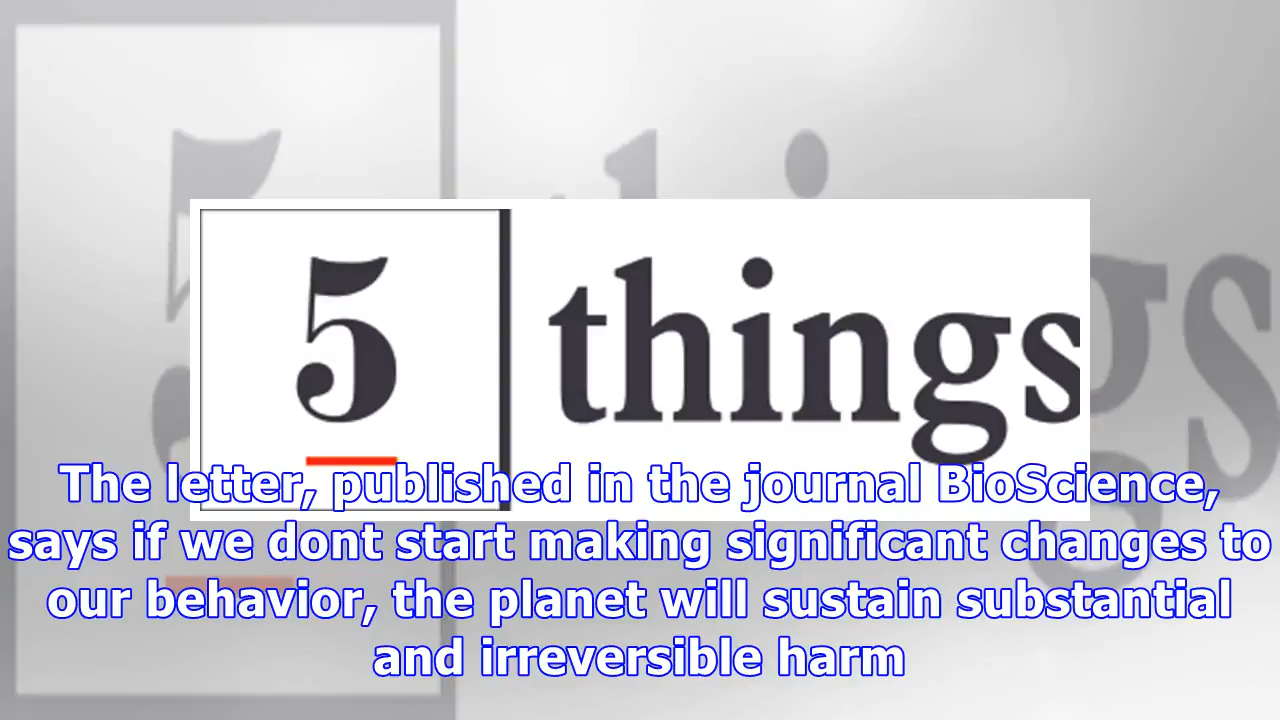 5 things
The letter, published in the journal BioScience,
says if we dont start making significant changes to
our behavior, the planet will sustain substantial
and irreversible harm